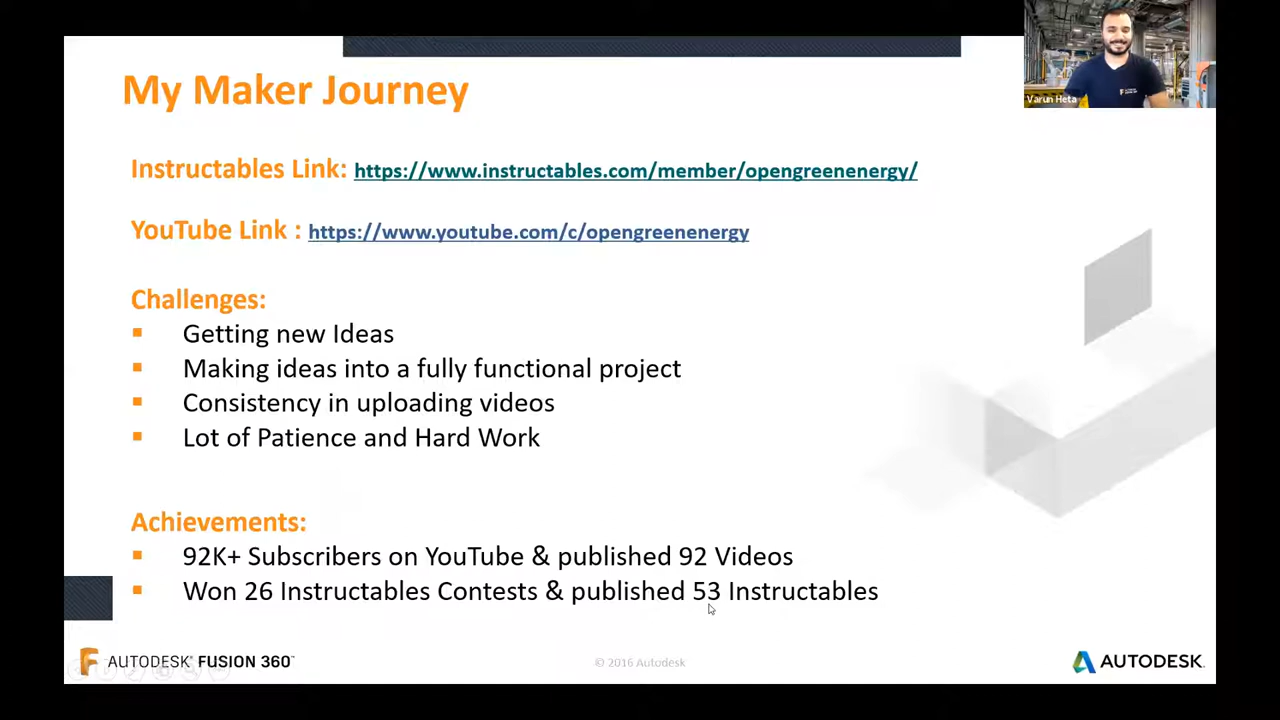 My Maker Journey
Varun Heta
Instructables Link: https://www.instructables.com/member/opengreenenergy/
YouTube Link : https://www.youtube.com/c/opengreenenergy
Challenges:
Getting new Ideas
Making ideas into a fully functional project
Consistency in uploading videos
Lot of Patience and Hard Work
Achievements:
92K+ Subscribers on YouTube & published 92 Videos
Won 26 Instructables Contests & published 53 Instructables
AUTODESK® FUSION 360™
© 2016 Autodesk
AUTODESK.